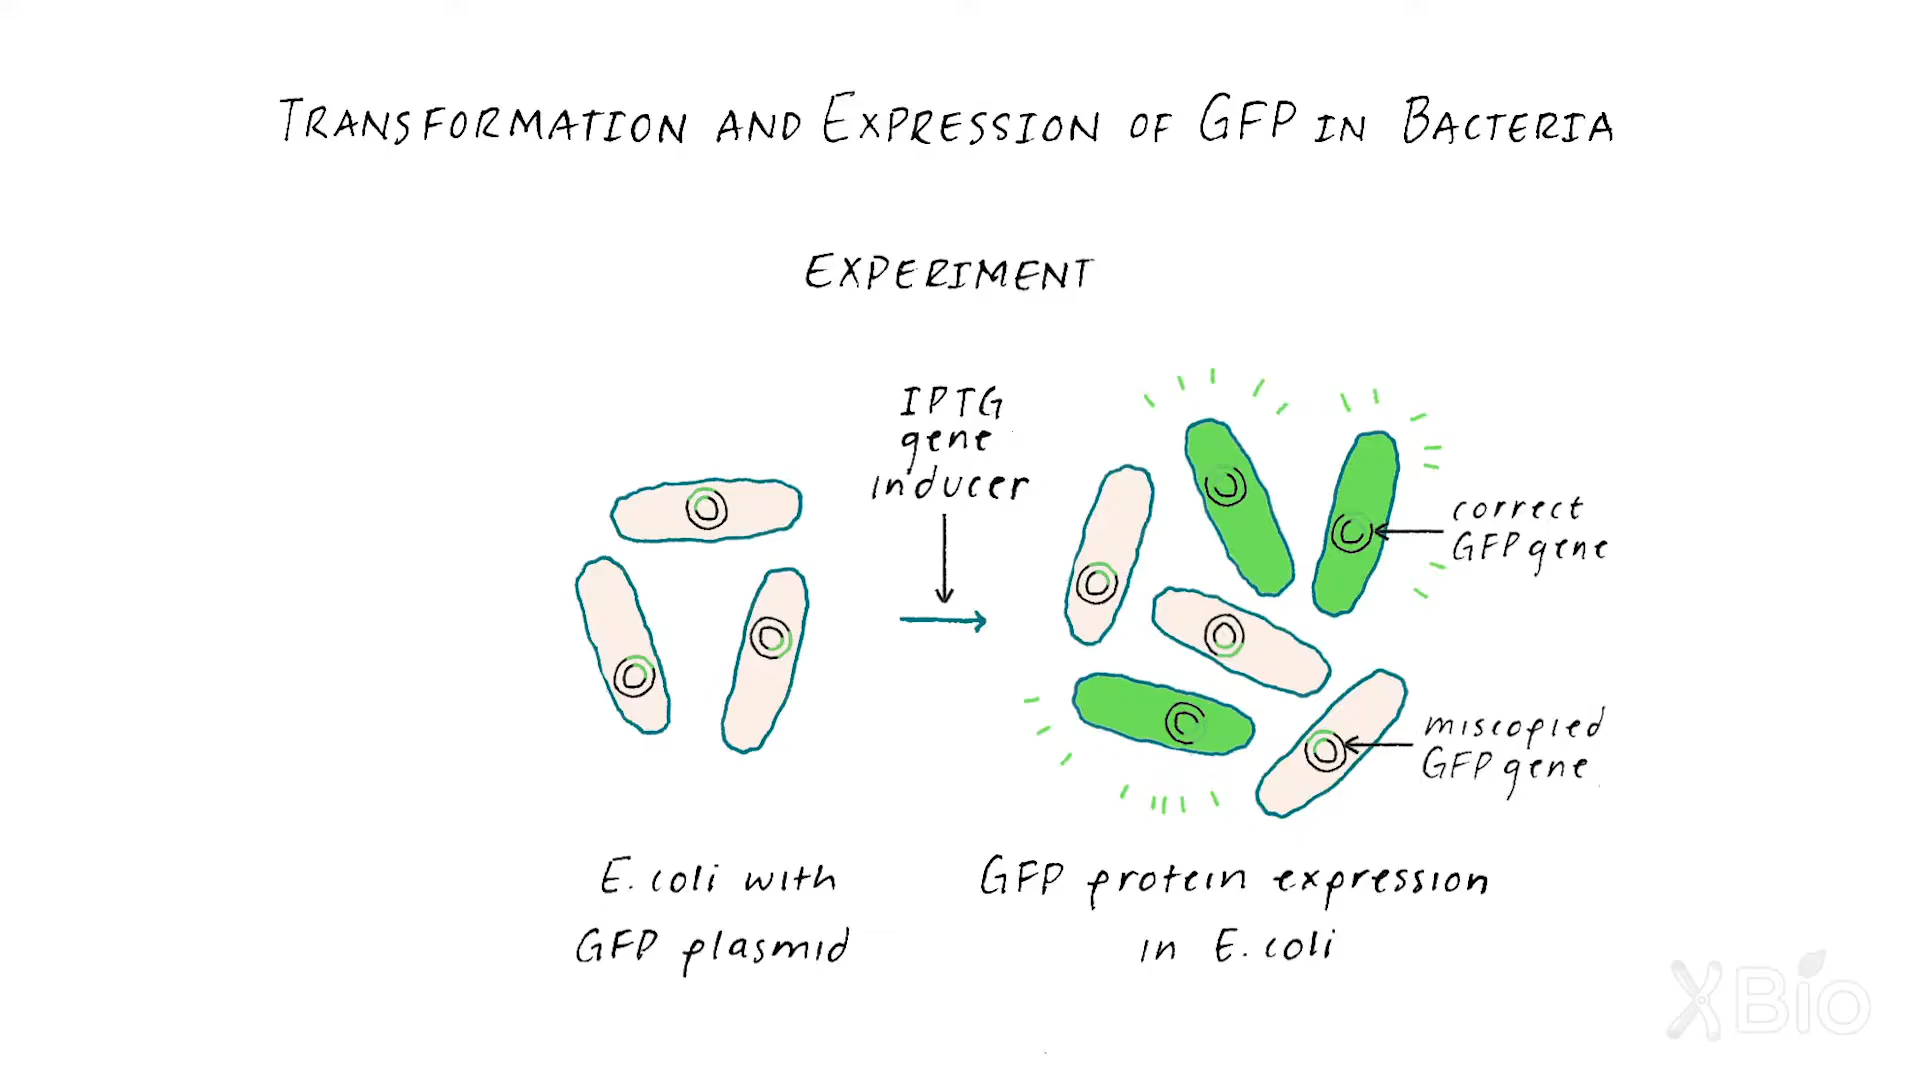 TRANSFORMATION AND EXPRESSION OF GFP IN BACTERIA
EXPERIMENT
IPTG
gene
inducer
correct
GFP gene
miscopied
GFP gene
E. coli with
GFP plasmid
GFP protein expression
in E. coli
XBio